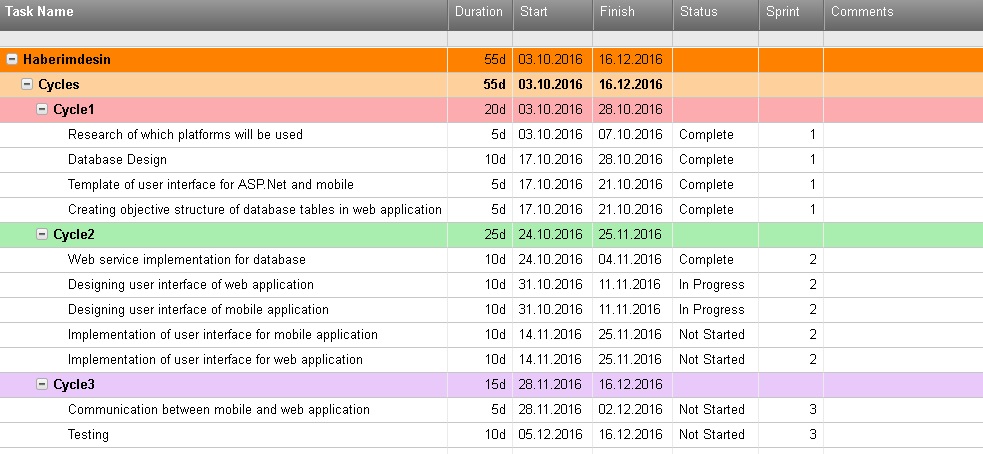 Task Name Duration Start Finish Status Sprint Comments
Haberimdesin 55d 03.10.2016 16.12.2016
Cycles 55d 03.10.2016 16.12.2016
Cycle1 20d 03.10.2016 28.10.2016
Research of which platforms will be used 5d 03.10.2016 07.10.2016 Complete 1
Database Design 10d 17.10.2016 28.10.2016 Complete 1
Template of user interface for ASP.Net and mobile 5d 17.10.2016 21.10.2016 Complete 1
Creating objective structure of database tables in web application 5d 17.10.2016 21.10.2016 Complete 1
Cycle2 25d 24.10.2016 25.11.2016
Web service implementation for database 10d 24.10.2016 04.11.2016 Complete 2
Designing user interface of web application 10d 31.10.2016 11.11.2016 In Progress 2
Designing user interface of mobile application 10d 31.10.2016 11.11.2016 In Progress 2
Implementation of user interface for mobile application 10d 14.11.2016 25.11.2016 Not Started 2
Implementation of user interface for web application 10d 14.11.2016 25.11.2016 Not Started 2
Cycle3 15d 28.11.2016 16.12.2016
Communication between mobile and web application 5d 28.11.2016 02.12.2016 Not Started 3
Testing 10d 05.12.2016 16.12.2016 Not Started 3